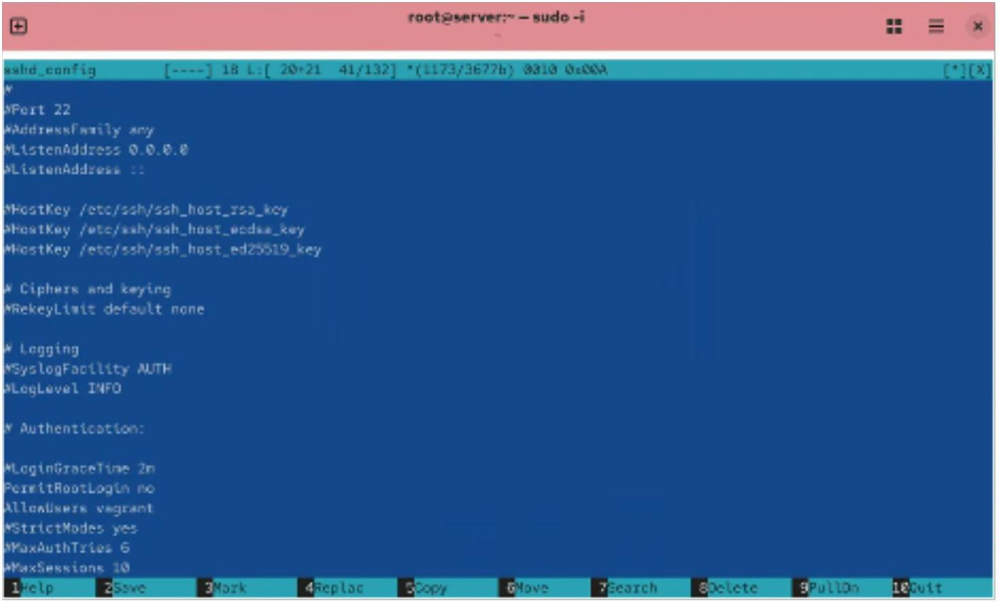 root@server:~ — sudo -i
~
sshd_config [----] 18 L:[ 20+21 41/132] *(1173/3677b) 0010 0x00A [*][X]
#
#Port 22
#AddressFamily any
#ListenAddress 0.0.0.0
#ListenAddress ::
#HostKey /etc/ssh/ssh_host_rsa_key
#HostKey /etc/ssh/ssh_host_ecdsa_key
#HostKey /etc/ssh/ssh_host_ed25519_key
# Ciphers and keying
#RekeyLimit default none
# Logging
#SyslogFacility AUTH
#LogLevel INFO
# Authentication:
#LoginGraceTime 2m
PermitRootLogin no
AllowUsers vagrant
#StrictModes yes
#MaxAuthTries 6
#MaxSessions 10
1Help 2Save 3Mark 4Replac 5Copy 6Move 7Search 8Delete 9PullDn 10Quit